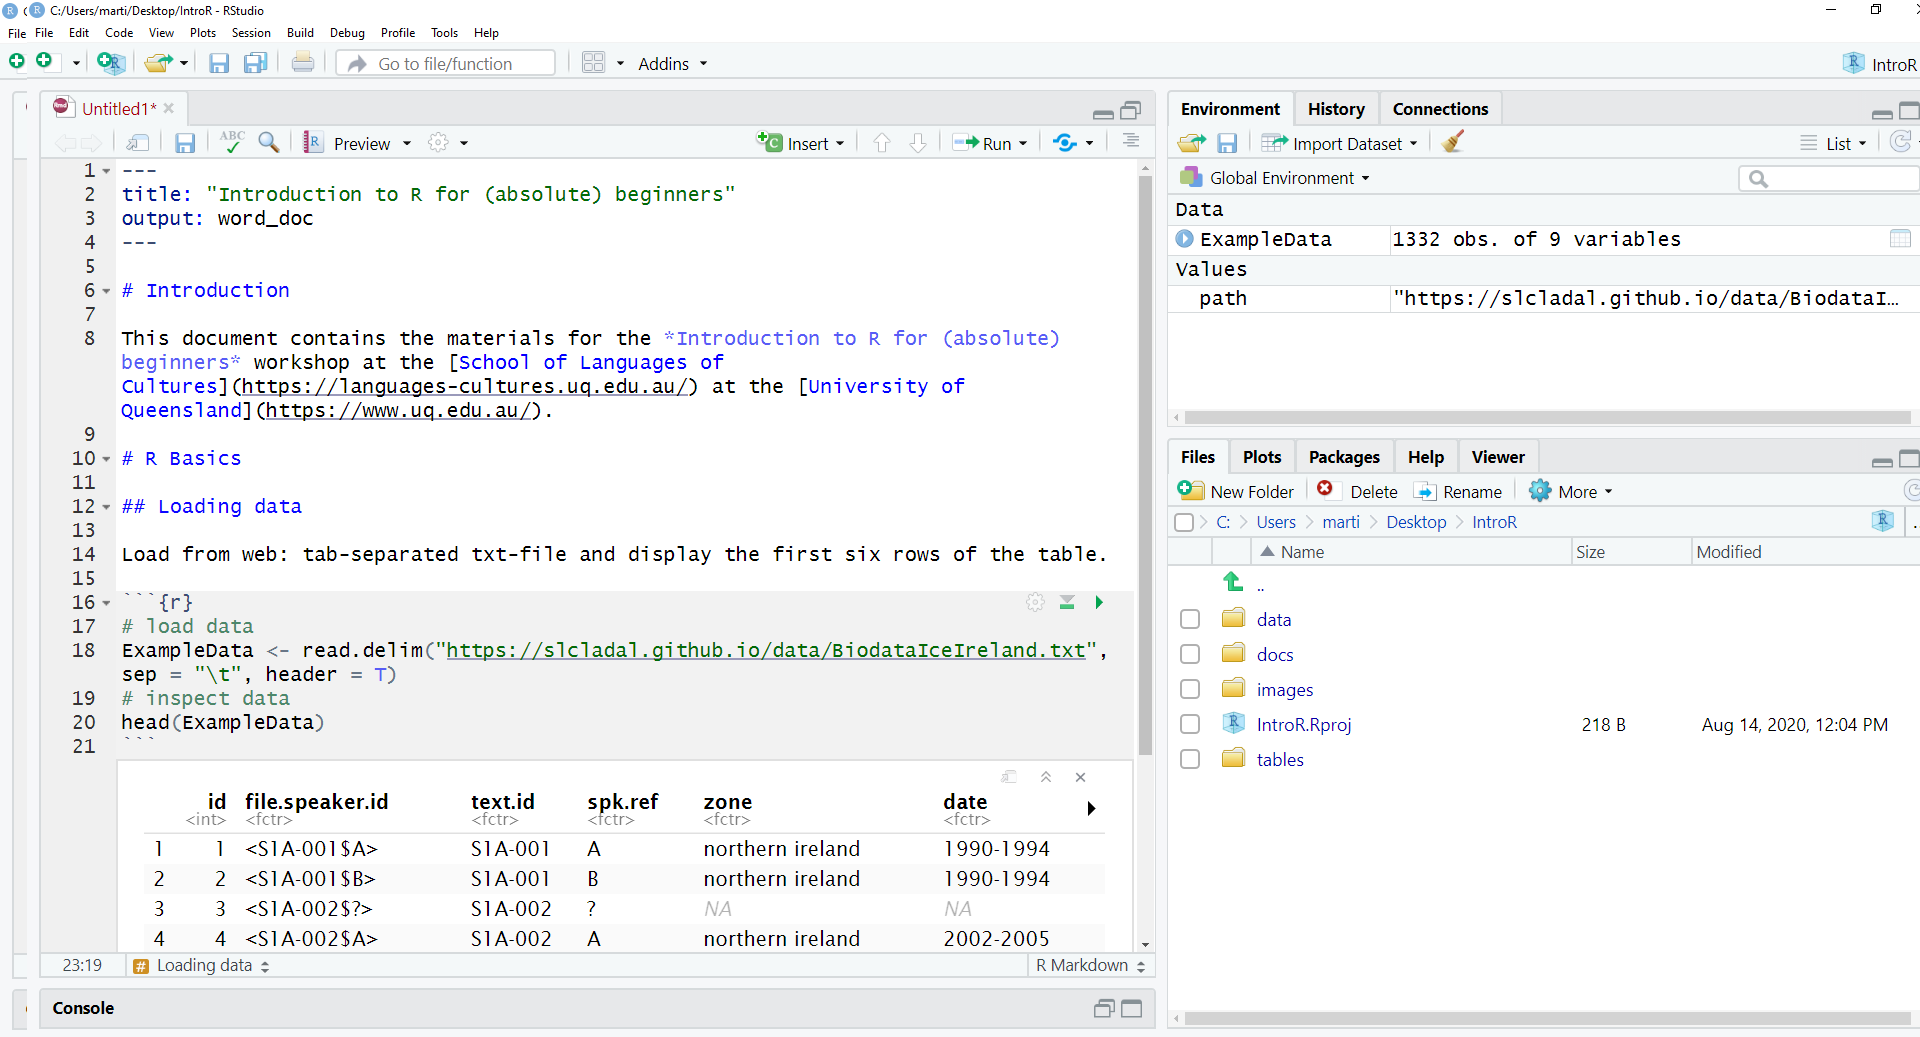 C:/Users/marti/Desktop/IntroR - RStudio
File File Edit Code View Plots Session Build Debug Profile Tools Help
Go to file/function Addins IntroR
Untitled1*
ABC Preview Insert Run
1 ---
2 title: "Introduction to R for (absolute) beginners"
3 output: word_doc
4 ---
5
6 # Introduction
7
8 This document contains the materials for the *Introduction to R for (absolute)
beginners* workshop at the [School of Languages of
Cultures](https://languages-cultures.uq.edu.au/) at the [University of
Queensland](https://www.uq.edu.au/).
9
10 # R Basics
11
12 ## Loading data
13
14 Load from web: tab-separated txt-file and display the first six rows of the table.
15
16 ```{r}
17 # load data
18 ExampleData <- read.delim("https://slcladal.github.io/data/BiodataIceIreland.txt",
sep = "\t", header = T)
19 # inspect data
20 head(ExampleData)
21 ```
id file.speaker.id text.id spk.ref zone date
<int> <fctr> <fctr> <fctr> <fctr> <fctr>
1 1 <S1A-001$A> S1A-001 A northern ireland 1990-1994
2 2 <S1A-001$B> S1A-001 B northern ireland 1990-1994
3 3 <S1A-002$?> S1A-002 ? NA NA
4 4 <S1A-002$A> S1A-002 A northern ireland 2002-2005
23:19 # Loading data R Markdown
Console
Environment History Connections
Import Dataset List
Global Environment
Data
ExampleData 1332 obs. of 9 variables
Values
path "https://slcladal.github.io/data/BiodataI…
Files Plots Packages Help Viewer
New Folder Delete Rename More
C: Users marti Desktop IntroR
Name Size Modified
..
data
docs
images
IntroR.Rproj 218 B Aug 14, 2020, 12:04 PM
tables